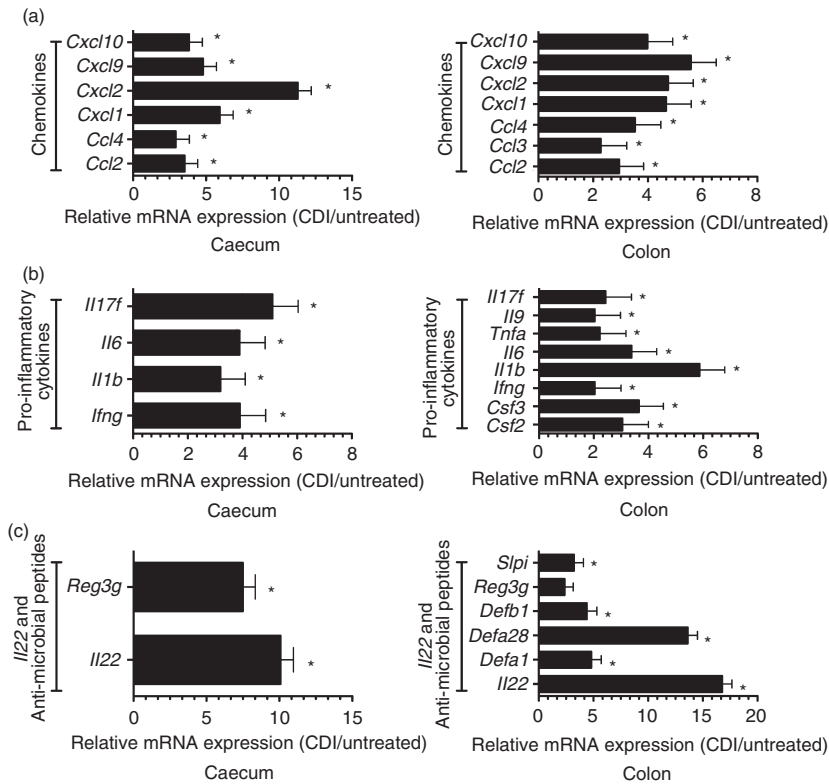 (a)
Chemokines
Cxcl10 *
Cxcl9 *
Cxcl2 *
Cxcl1 *
Ccl4 *
Ccl2 *
0 5 10 15
Relative mRNA expression (CDI/untreated)
Caecum
Chemokines
Cxcl10 *
Cxcl9 *
Cxcl2 *
Cxcl1 *
Ccl4 *
Ccl3 *
Ccl2 *
0 2 4 6 8
Relative mRNA expression (CDI/untreated)
Colon
(b)
Pro-inflammatory
cytokines
Il17f *
Il6 *
Il1b *
Ifng *
0 2 4 6 8
Relative mRNA expression (CDI/untreated)
Caecum
Pro-inflammatory
cytokines
Il17f *
Il9 *
Tnfa *
Il6 *
Il1b *
Ifng *
Csf3 *
Csf2 *
0 2 4 6 8
Relative mRNA expression (CDI/untreated)
Colon
(c)
Il22 and
Anti-microbial peptides
Reg3g *
Il22 *
0 5 10 15
Relative mRNA expression (CDI/untreated)
Caecum
Il22 and
Anti-microbial peptides
Slpi *
Reg3g
Defb1 *
Defa28 *
Defa1 *
Il22 *
0 5 10 15 20
Relative mRNA expression (CDI/untreated)
Colon